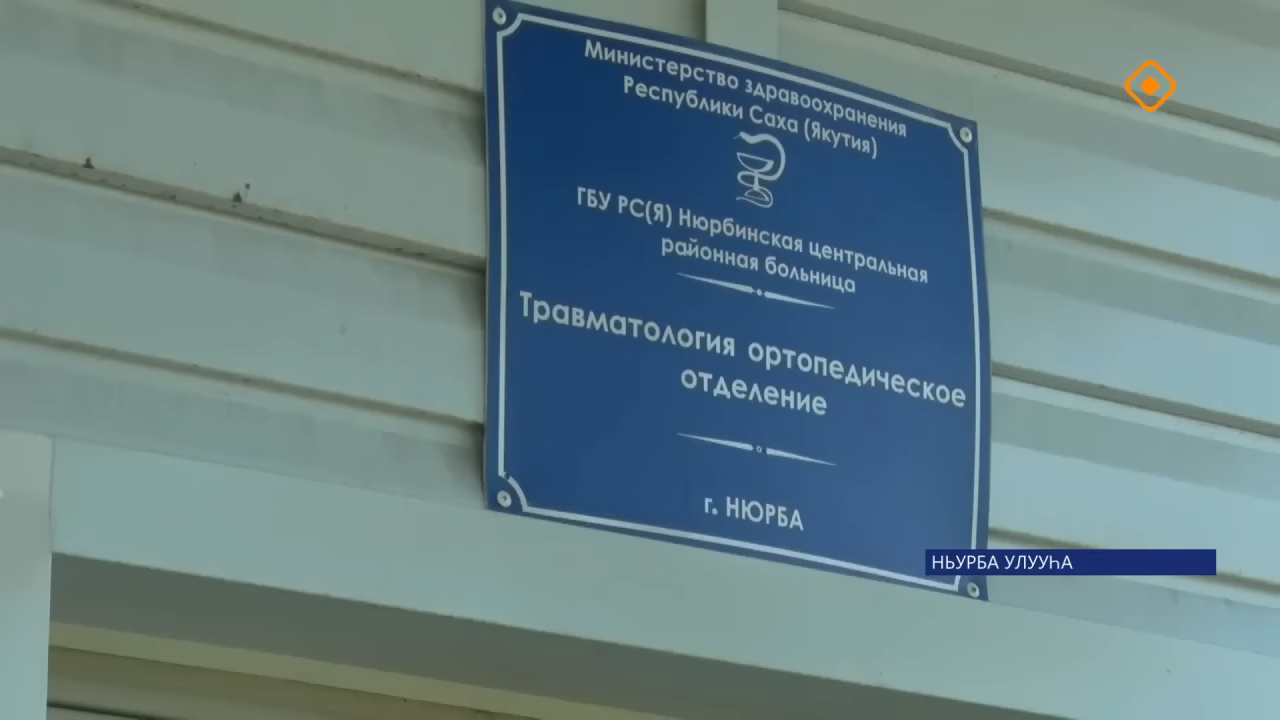 Министерство здравоохранения
Республики Саха (Якутия)
ГБУ РС(Я) Нюрбинская центральная
районная больница
Травматология ортопедическое
отделение
г. НЮРБА
НЬУРБА УЛУУҺА